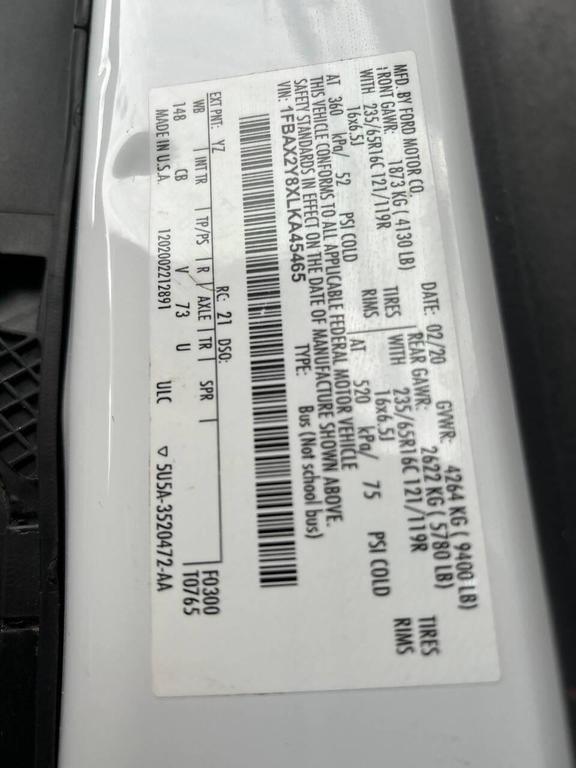 MFD. BY FORD MOTOR CO. DATE: 02/20 GVWR: 4264 KG ( 9400 LB)
FRONT GAWR: 1873 KG ( 4130 LB) REAR GAWR: 2622 KG ( 5780 LB)
WITH 235/65R16C 121/119R TIRES WITH 235/65R16C 121/119R TIRES
16x6.5J RIMS 16x6.5J RIMS
AT 360 kPa/ 52 PSI COLD AT 520 kPa/ 75 PSI COLD
THIS VEHICLE CONFORMS TO ALL APPLICABLE FEDERAL MOTOR VEHICLE
SAFETY STANDARDS IN EFFECT ON THE DATE OF MANUFACTURE SHOWN ABOVE.
VIN: 1FBAX2Y8XLKA45465 TYPE: Bus (Not school bus)
F0300
T0765
EXT PNT: YZ RC: 21 DSO:
WB INT TR TP/PS R AXLE TR SPR
148 CB V 73 U
MADE IN U.S.A. 1202002212891 ULC ▽ 5U5A-3520472-AA